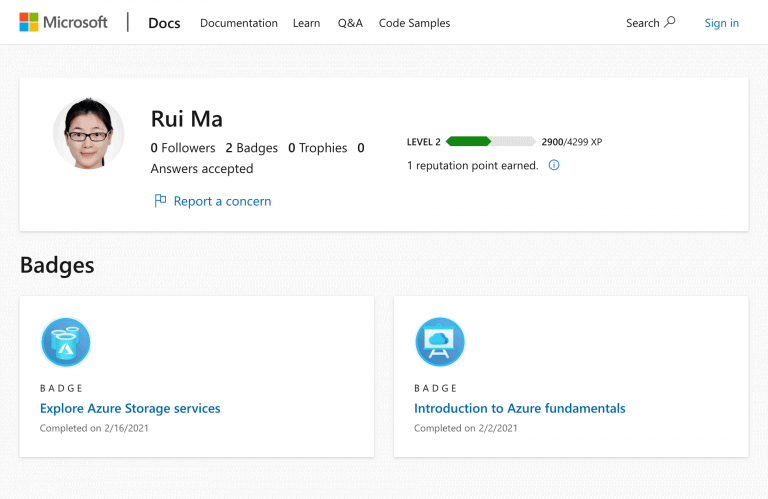 Microsoft Docs Documentation Learn Q&A Code Samples Search Sign in
Rui Ma
0 Followers 2 Badges 0 Trophies 0
Answers accepted
Report a concern
LEVEL 2 2900/4299 XP
1 reputation point earned.
Badges
BADGE
Explore Azure Storage services
Completed on 2/16/2021
BADGE
Introduction to Azure fundamentals
Completed on 2/2/2021